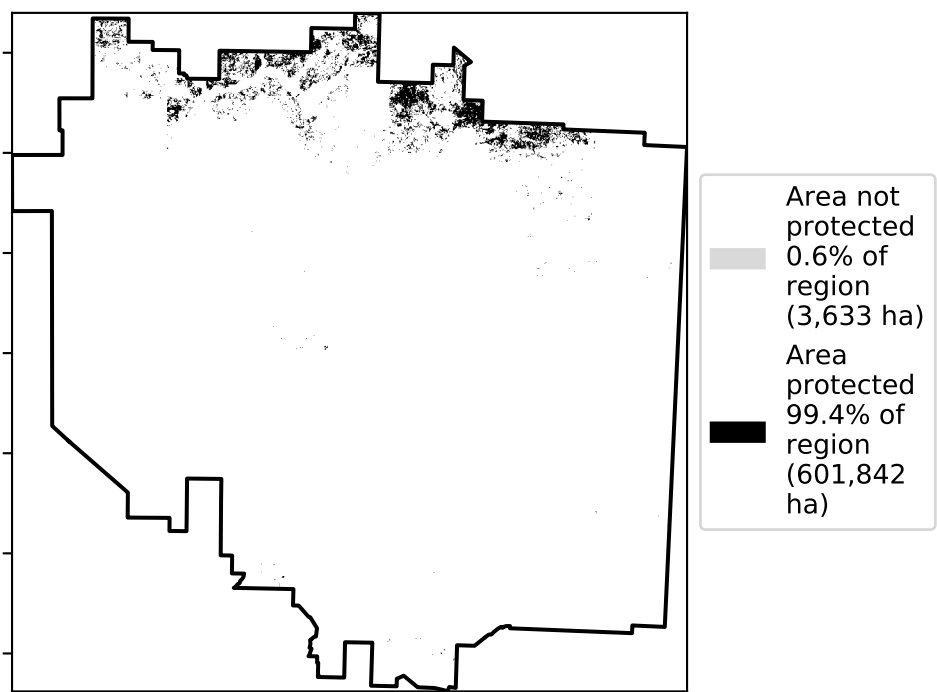 Area not
protected
0.6% of
region
(3,633 ha)
Area
protected
99.4% of
region
(601,842
ha)